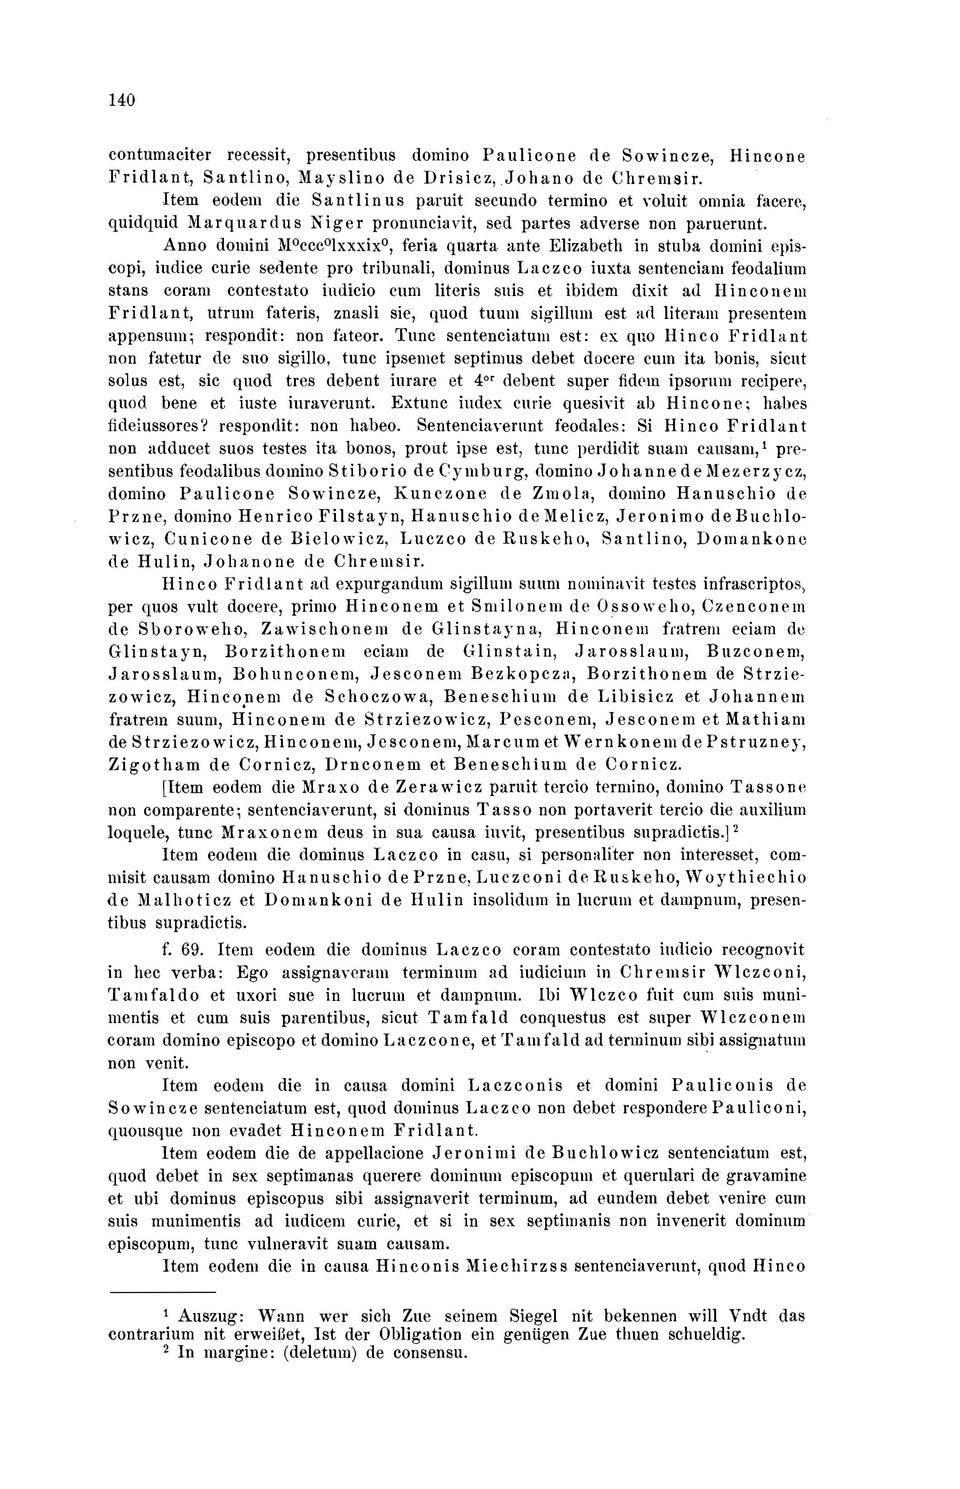 140
contumaciter recessit, presentibus domino Paulicone de Sowincze, Hincone
Fridlant, Santlino, Mayslino de Drisicz, Johano de Chremsir.
Item eodem die Santlinus paruit secundo termino et voluit omnia facere,
quidquid Marquardus Niger pronunciavit, sed partes adverse non paruerunt.
Anno domini M⁰ccc⁰lxxxix⁰, feria quarta ante Elizabeth in stuba domini epis-
copi, iudice curie sedente pro tribunali, dominus Laczco iuxta sentenciam feodalium
stans coram contestato iudicio cum literis suis et ibidem dixit ad Hinconem
Fridlant, utrum fateris, znasli sie, quod tuum sigillum est ad literam presentem
appensum; respondit: non fateor. Tunc sentenciatum est: ex quo Hinco Fridlant
non fatetur de suo sigillo, tunc ipsemet septimus debet docere cum ita bonis, sicut
solus est, sic quod tres debent iurare et 4ᵒʳ debent super fidem ipsorum recipere,
quod bene et iuste iuraverunt. Extunc iudex curie quesivit ab Hincone; habes
fideiussores? respondit: non habeo. Sentenciaverunt feodales: Si Hinco Fridlant
non adducet suos testes ita bonos, prout ipse est, tunc perdidit suam causam,¹ pre-
sentibus feodalibus domino Stiborio de Cymburg, domino Johanne de Mezerzycz,
domino Paulicone Sowincze, Kunczone de Zmola, domino Hanuschio de
Przne, domino Henrico Filstayn, Hanuschio de Melicz, Jeronimo de Buchlo-
wicz, Cunicone de Bielowicz, Luczco de Ruskeho, Santlino, Domankone
de Hulin, Johanone de Chremsir.
Hinco Fridlant ad expurgandum sigillum suum nominavit testes infrascriptos,
per quos vult docere, primo Hinconem et Smilonem de Ossoweho, Czenconem
de Sboroweho, Zawischonem de Glinstayna, Hinconem fratrem eciam de
Glinstayn, Borzithonem eciam de Glinstain, Jarosslaum, Buzconem,
Jarosslaum, Bohunconem, Jesconem Bezkopcza, Borzithonem de Strzie-
zowicz, Hinconem de Schoczowa, Beneschium de Libisicz et Johannem
fratrem suum, Hinconem de Strziezowicz, Pesconem, Jesconem et Mathiam
de Strziezowicz, Hinconem, Jesconem, Marcum et Wernkonem de Pstruzney,
Zigotham de Cornicz, Drnconem et Beneschium de Cornicz.
[Item eodem die Mraxo de Zerawicz paruit tercio termino, domino Tassone
non comparente; sentenciaverunt, si dominus Tasso non portaverit tercio die auxilium
loquele, tunc Mraxonem deus in sua causa iuvit, presentibus supradictis.]²
Item eodem die dominus Laczco in casu, si personaliter non interesset, com-
misit causam domino Hanuschio de Przne, Luczconi de Ruskeho, Woythiechio
de Malhoticz et Domankoni de Hulin insolidum in lucrum et dampnum, presen-
tibus supradictis.
f. 69. Item eodem die dominus Laczco coram contestato iudicio recognovit
in hec verba: Ego assignaveram terminum ad iudicium in Chremsir Wlczconi,
Tamfaldo et uxori sue in lucrum et dampnum. Ibi Wlczco fuit cum suis muni-
mentis et cum suis parentibus, sicut Tamfald conquestus est super Wlczconem
coram domino episcopo et domino Laczcone, et Tamfald ad terminum sibi assignatum
non venit.
Item eodem die in causa domini Laczconis et domini Pauliconis de
Sowincze sentenciatum est, quod dominus Laczco non debet respondere Pauliconi,
quousque non evadet Hinconem Fridlant.
Item eodem die de appellacione Jeronimi de Buchlowicz sentenciatum est,
quod debet in sex septimanas querere dominum episcopum et querulari de gravamine
et ubi dominus episcopus sibi assignaverit terminum, ad eundem debet venire cum
suis munimentis ad iudicem curie, et si in sex septimanis non invenerit dominum
episcopum, tunc vulneravit suam causam.
Item eodem die in causa Hinconis Miechirzss sentenciaverunt, quod Hinco
¹ Auszug: Wann wer sich Zue seinem Siegel nit bekennen will Vndt das
contrarium nit erweißet, Ist der Obligation ein genügen Zue thuen schueldig.
² In margine: (deletum) de consensu.